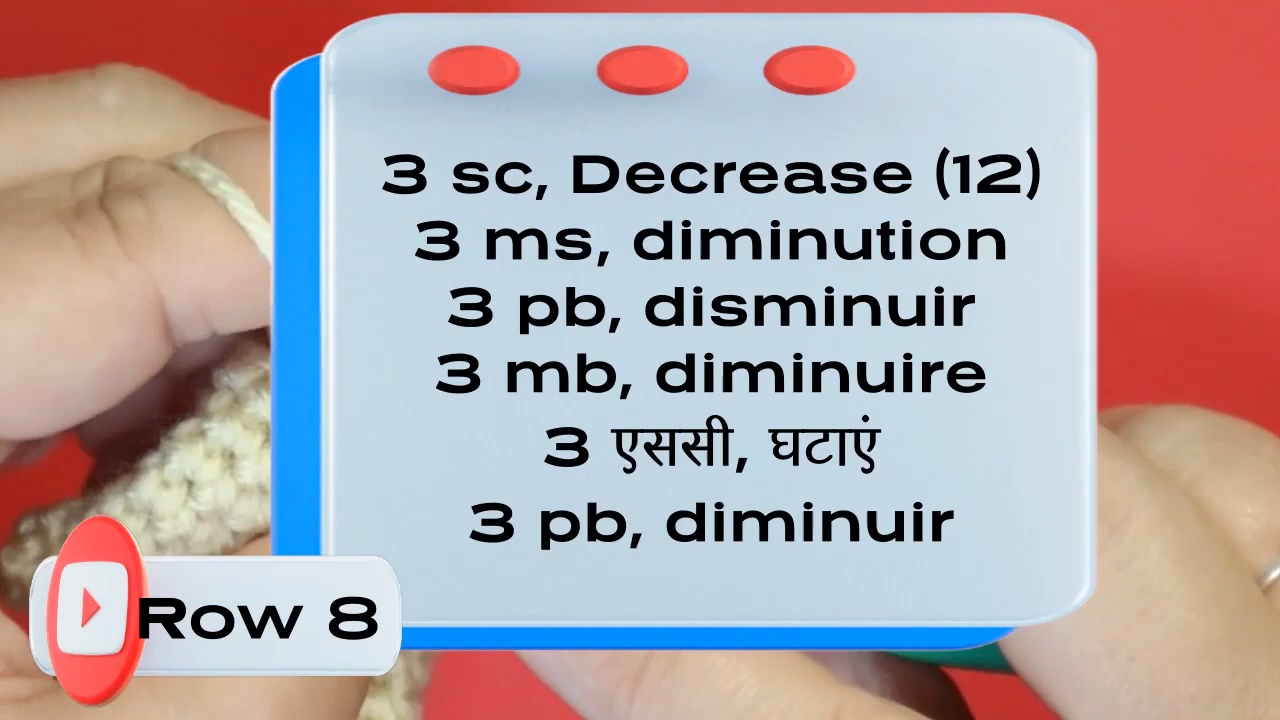 3 sc, Decrease (12)
3 ms, diminution
3 pb, disminuir
3 mb, diminuire
3 एससी, घटाएं
3 pb, diminuir
Row 8